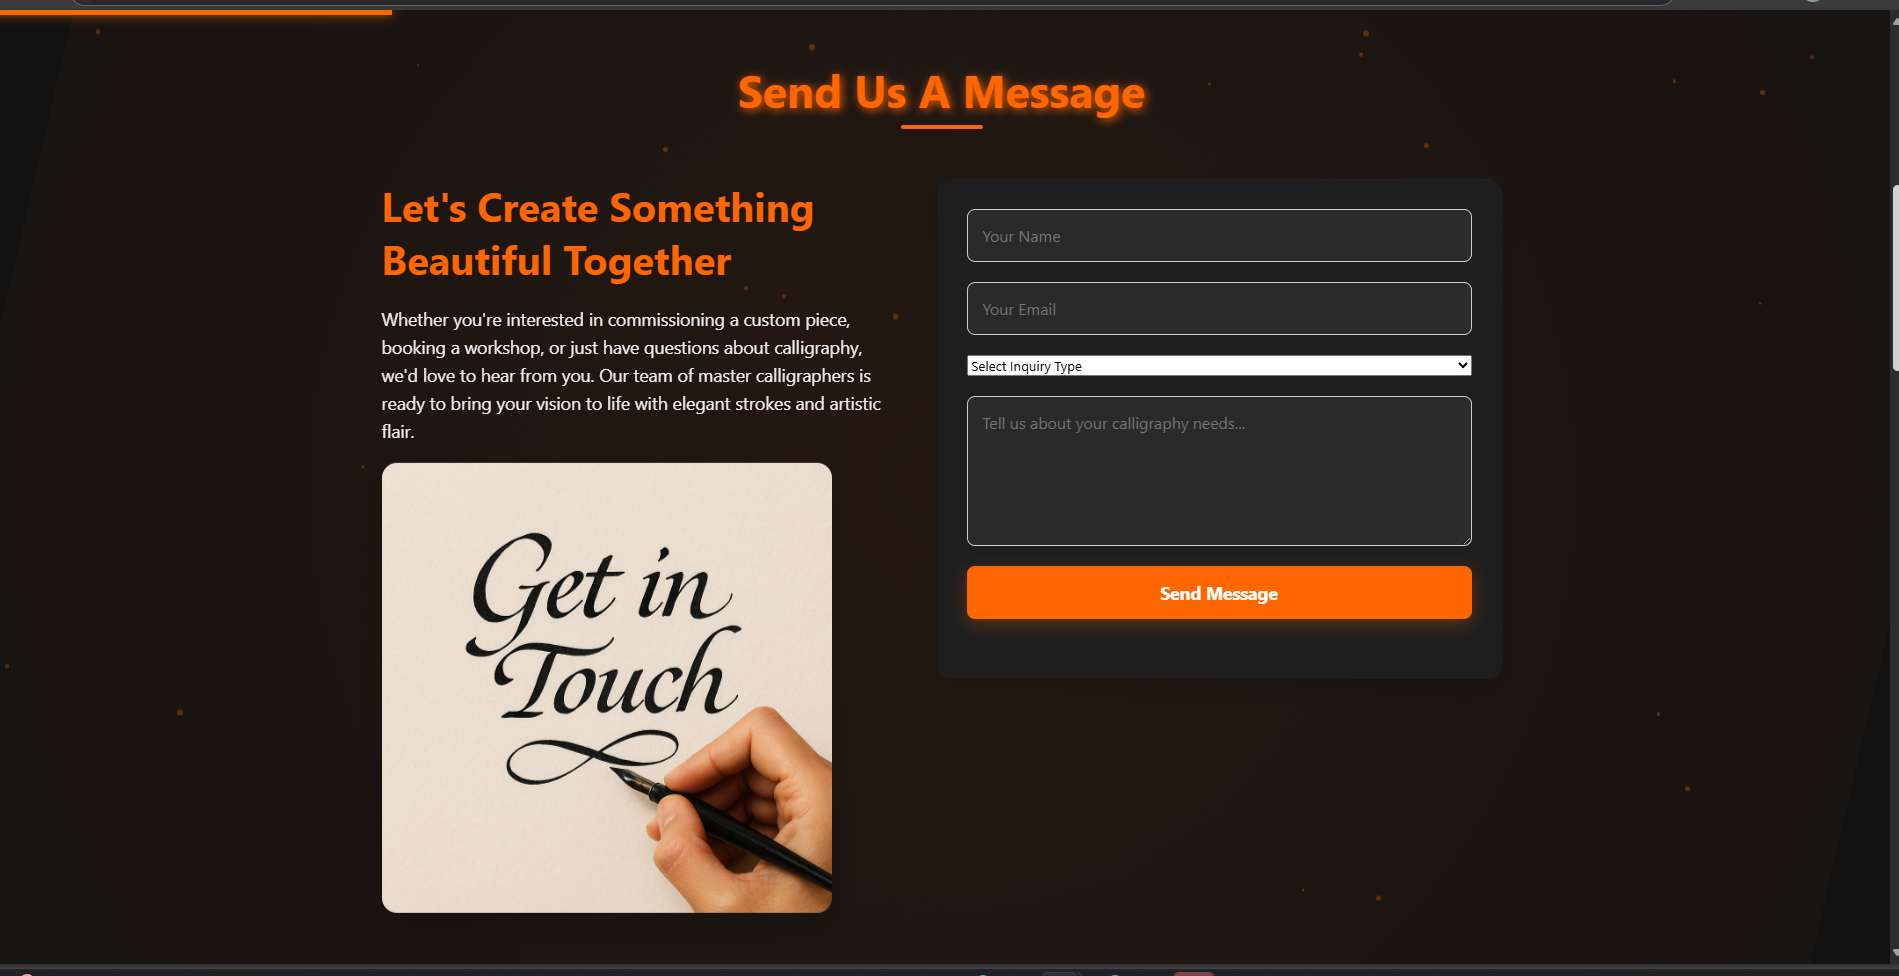 Send Us A Message
Let's Create Something
Beautiful Together
Whether you're interested in commissioning a custom piece,
booking a workshop, or just have questions about calligraphy,
we'd love to hear from you. Our team of master calligraphers is
ready to bring your vision to life with elegant strokes and artistic
flair.
Get in
Touch
Your Name
Your Email
Select Inquiry Type
Tell us about your calligraphy needs...
Send Message